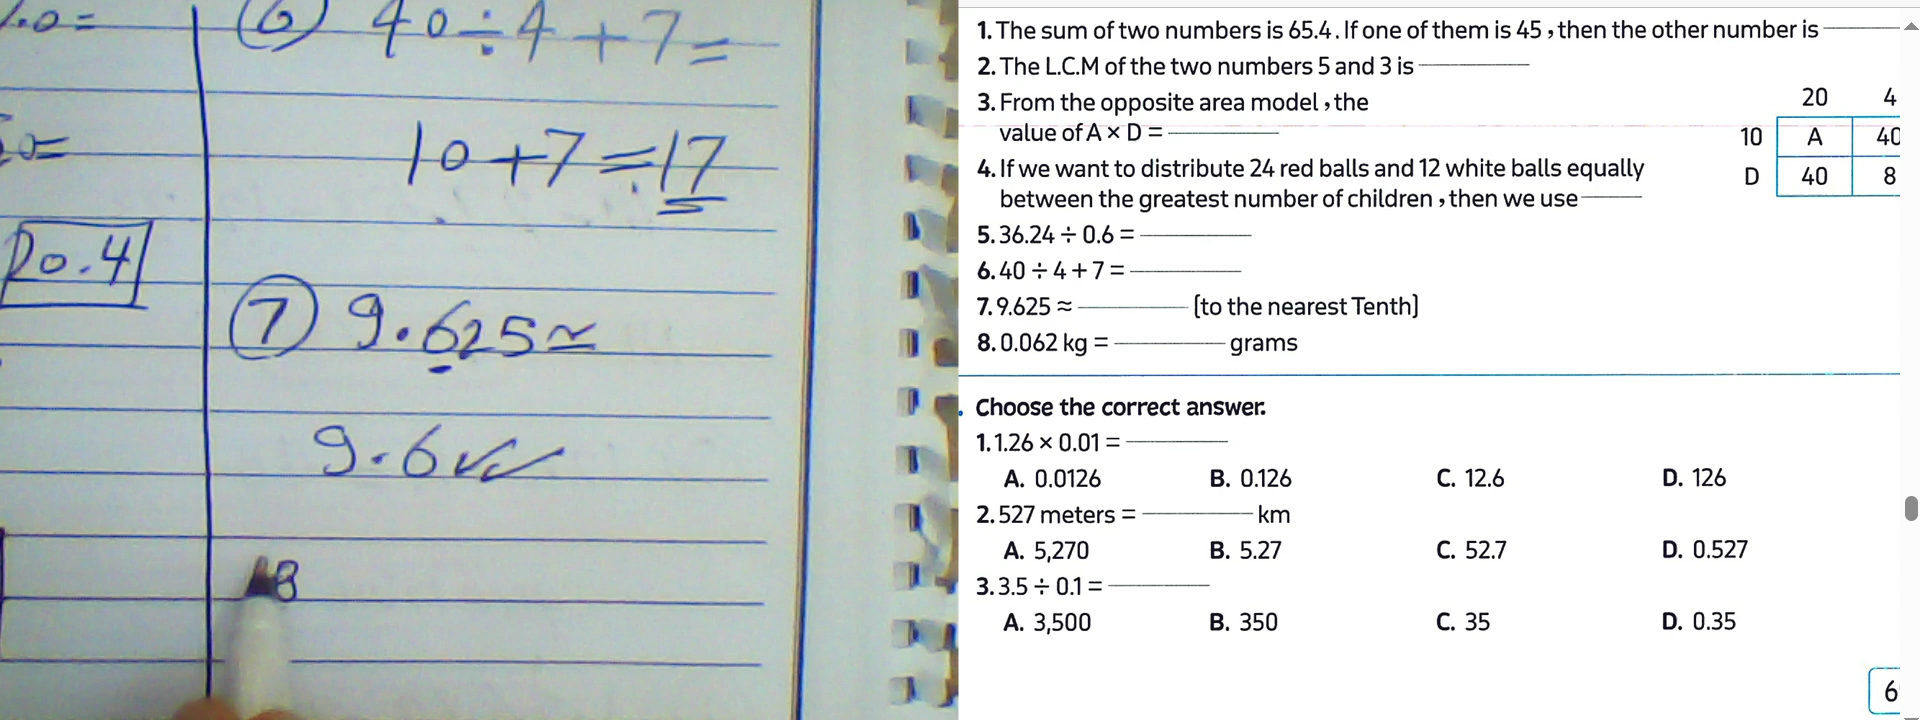 ⑥ 40÷4+7=
10+7=17
20.4
⑦ 9.625≃
9.6
8
1. The sum of two numbers is 65.4. If one of them is 45, then the other number is
2. The L.C.M of the two numbers 5 and 3 is
3. From the opposite area model, the
value of A × D =
20 4
10 A 40
D 40 8
4. If we want to distribute 24 red balls and 12 white balls equally
between the greatest number of children, then we use
5. 36.24 ÷ 0.6 =
6. 40 ÷ 4 + 7 =
7. 9.625 ≈ [to the nearest Tenth]
8. 0.062 kg = grams
Choose the correct answer.
1. 1.26 × 0.01 =
A. 0.0126 B. 0.126 C. 12.6 D. 126
2. 527 meters = km
A. 5,270 B. 5.27 C. 52.7 D. 0.527
3. 3.5 ÷ 0.1 =
A. 3,500 B. 350 C. 35 D. 0.35
6